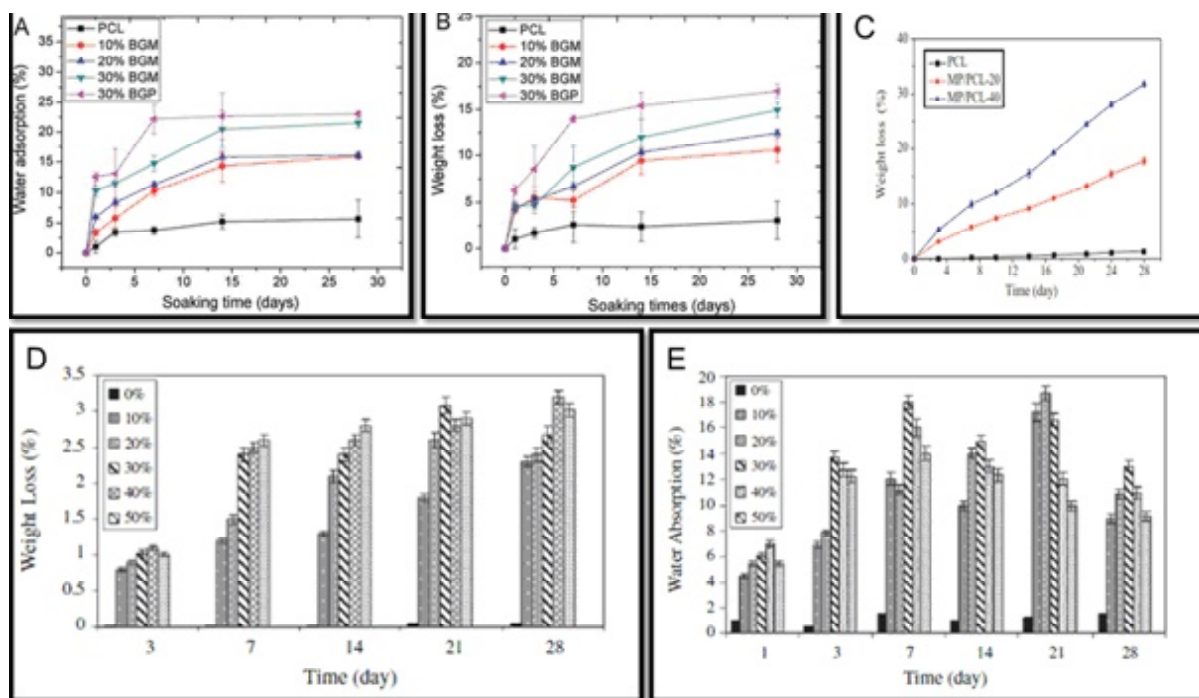 A
Water adsorption (%)
35
30
25
20
15
10
5
0
PCL
10% BGM
20% BGM
30% BGM
30% BGP
0 5 10 15 20 25 30
Soaking time (days)
B
Weight loss (%)
25
20
15
10
5
0
PCL
10% BGM
20% BGM
30% BGM
30% BGP
0 5 10 15 20 25 30
Soaking times (days)
C
Weight loss (%)
40
30
20
10
0
PCL
MP/PCL-20
MP/PCL-40
0 4 7 10 14 17 21 24 28
Time (day)
D
Weight Loss (%)
3.5
3
2.5
2
1.5
1
0.5
0
0%
10%
20%
30%
40%
50%
3 7 14 21 28
Time (day)
E
Water Absorption (%)
20
18
16
14
12
10
8
6
4
2
0
0%
10%
20%
30%
40%
50%
1 3 7 14 21 28
Time (day)